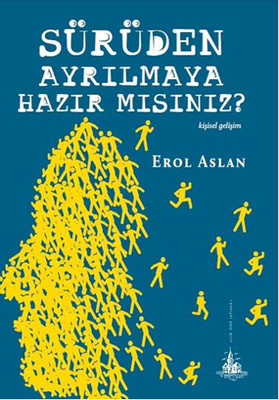 SÜRÜDEN
AYRILMAYA
HAZIR MISINIZ?
kişisel gelişim
EROL ASLAN